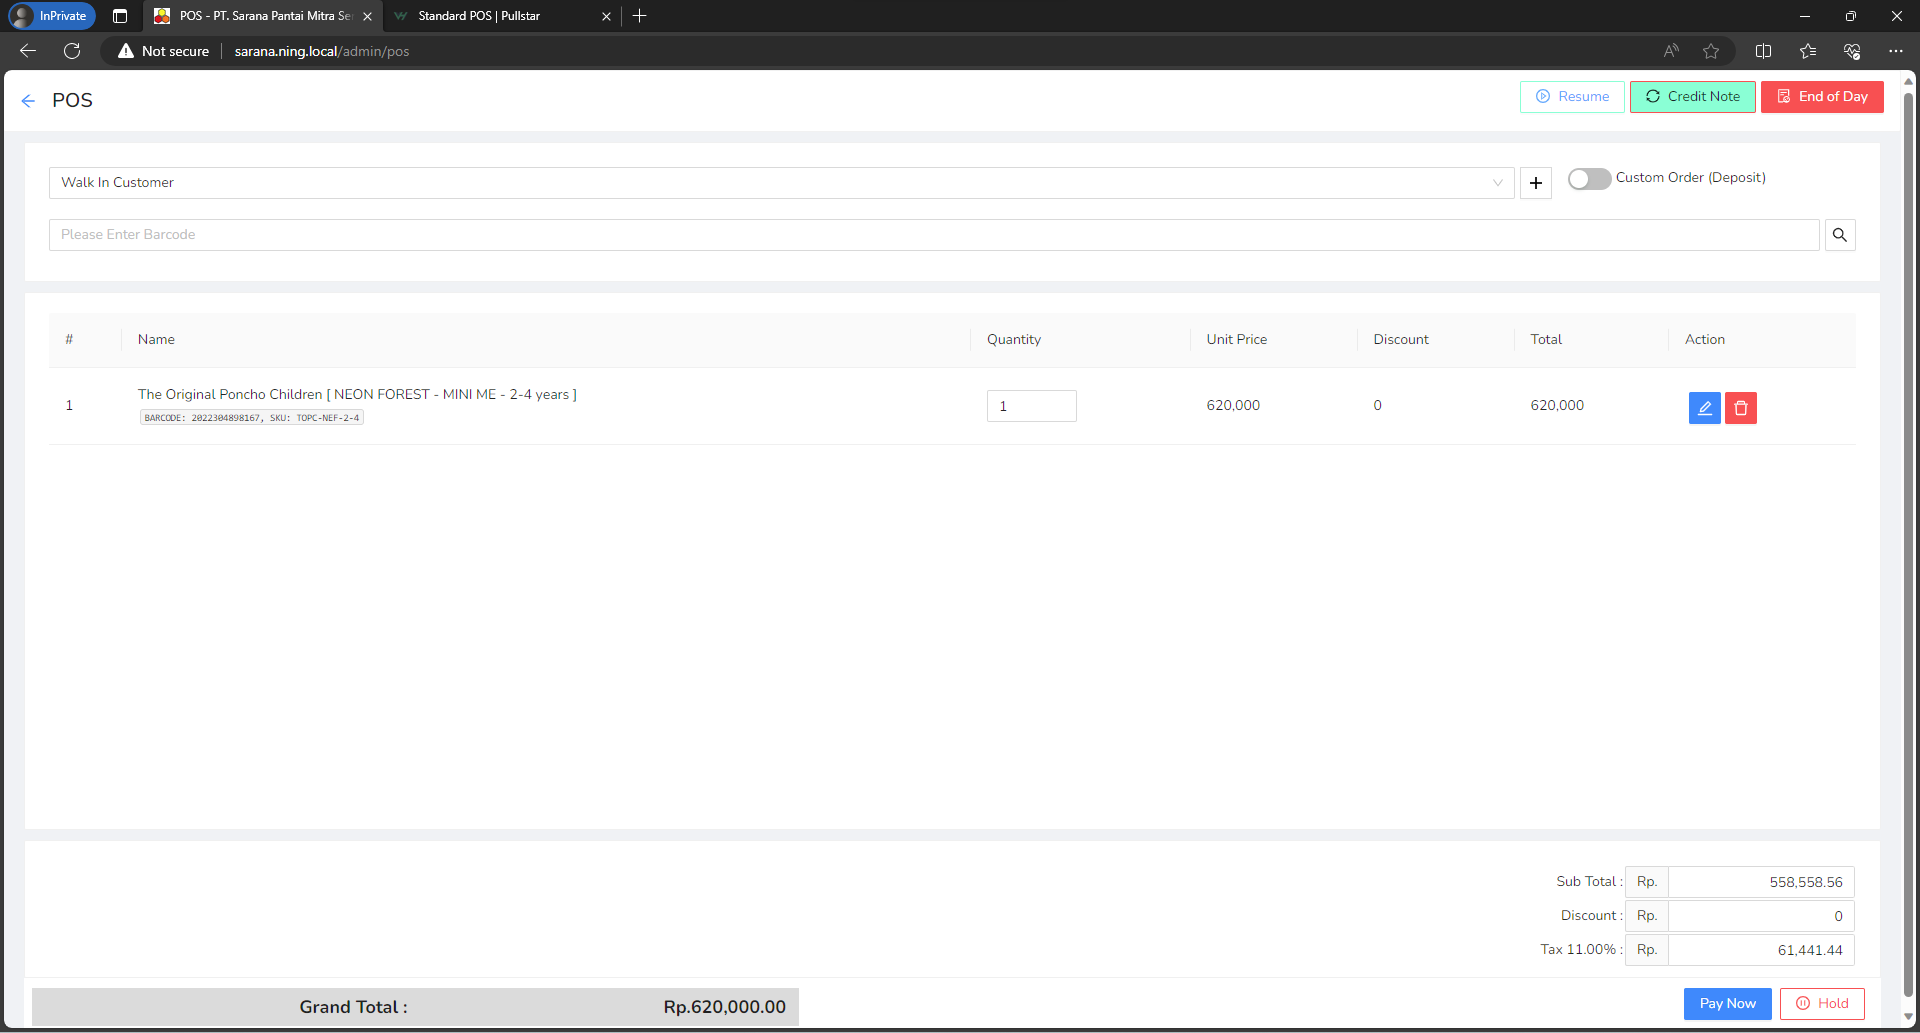 InPrivate
POS - PT. Sarana Pantai Mitra Se
Standard POS | Pullstar
Not secure
sarana.ning.local/admin/pos
POS
Resume
Credit Note
End of Day
Walk In Customer
Custom Order (Deposit)
Please Enter Barcode
# Name Quantity Unit Price Discount Total Action
1 The Original Poncho Children [ NEON FOREST - MINI ME - 2-4 years ] 1 620,000 0 620,000
BARCODE: 2022304898167, SKU: TOPC-NEF-2-4
Sub Total : Rp. 558,558.56
Discount : Rp. 0
Tax 11.00% : Rp. 61,441.44
Grand Total : Rp.620,000.00
Pay Now
Hold